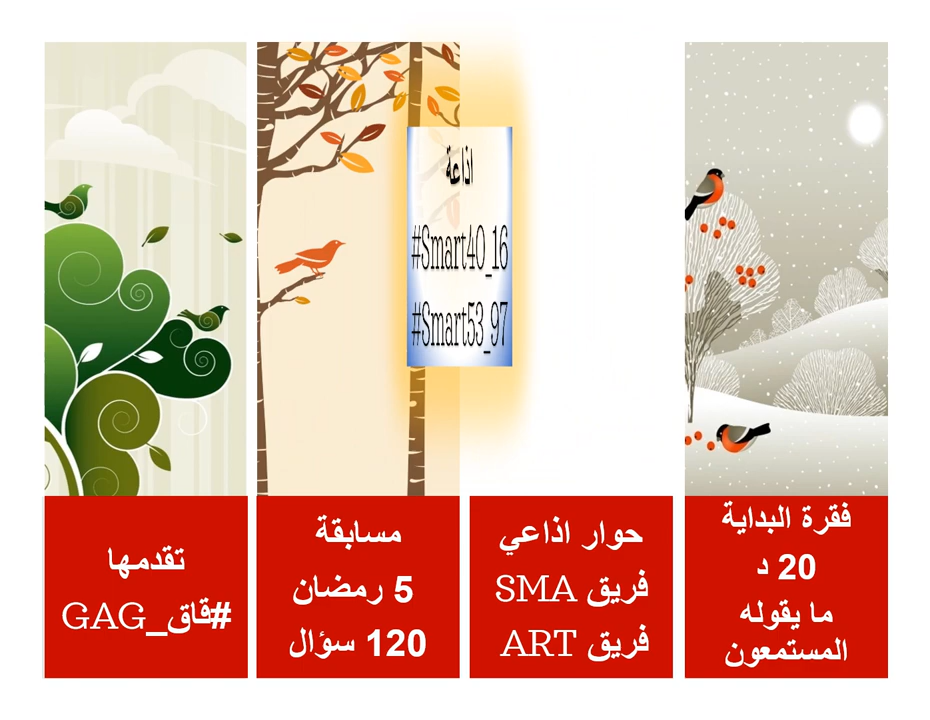 اذاعة
#Smart40_16
#Smart53_97
فقرة البداية
20 د
ما يقوله
المستمعون
حوار اذاعي
فريق SMA
فريق ART
مسابقة
5 رمضان
120 سؤال
تقدمها
#قاق_GAG